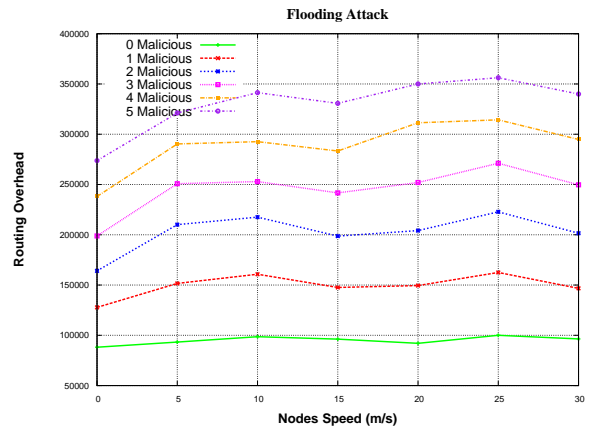 Flooding Attack
400000
350000
300000
250000
200000
150000
100000
50000
Routing Overhead
0 Malicious
1 Malicious
2 Malicious
3 Malicious
4 Malicious
5 Malicious
0 5 10 15 20 25 30
Nodes Speed (m/s)